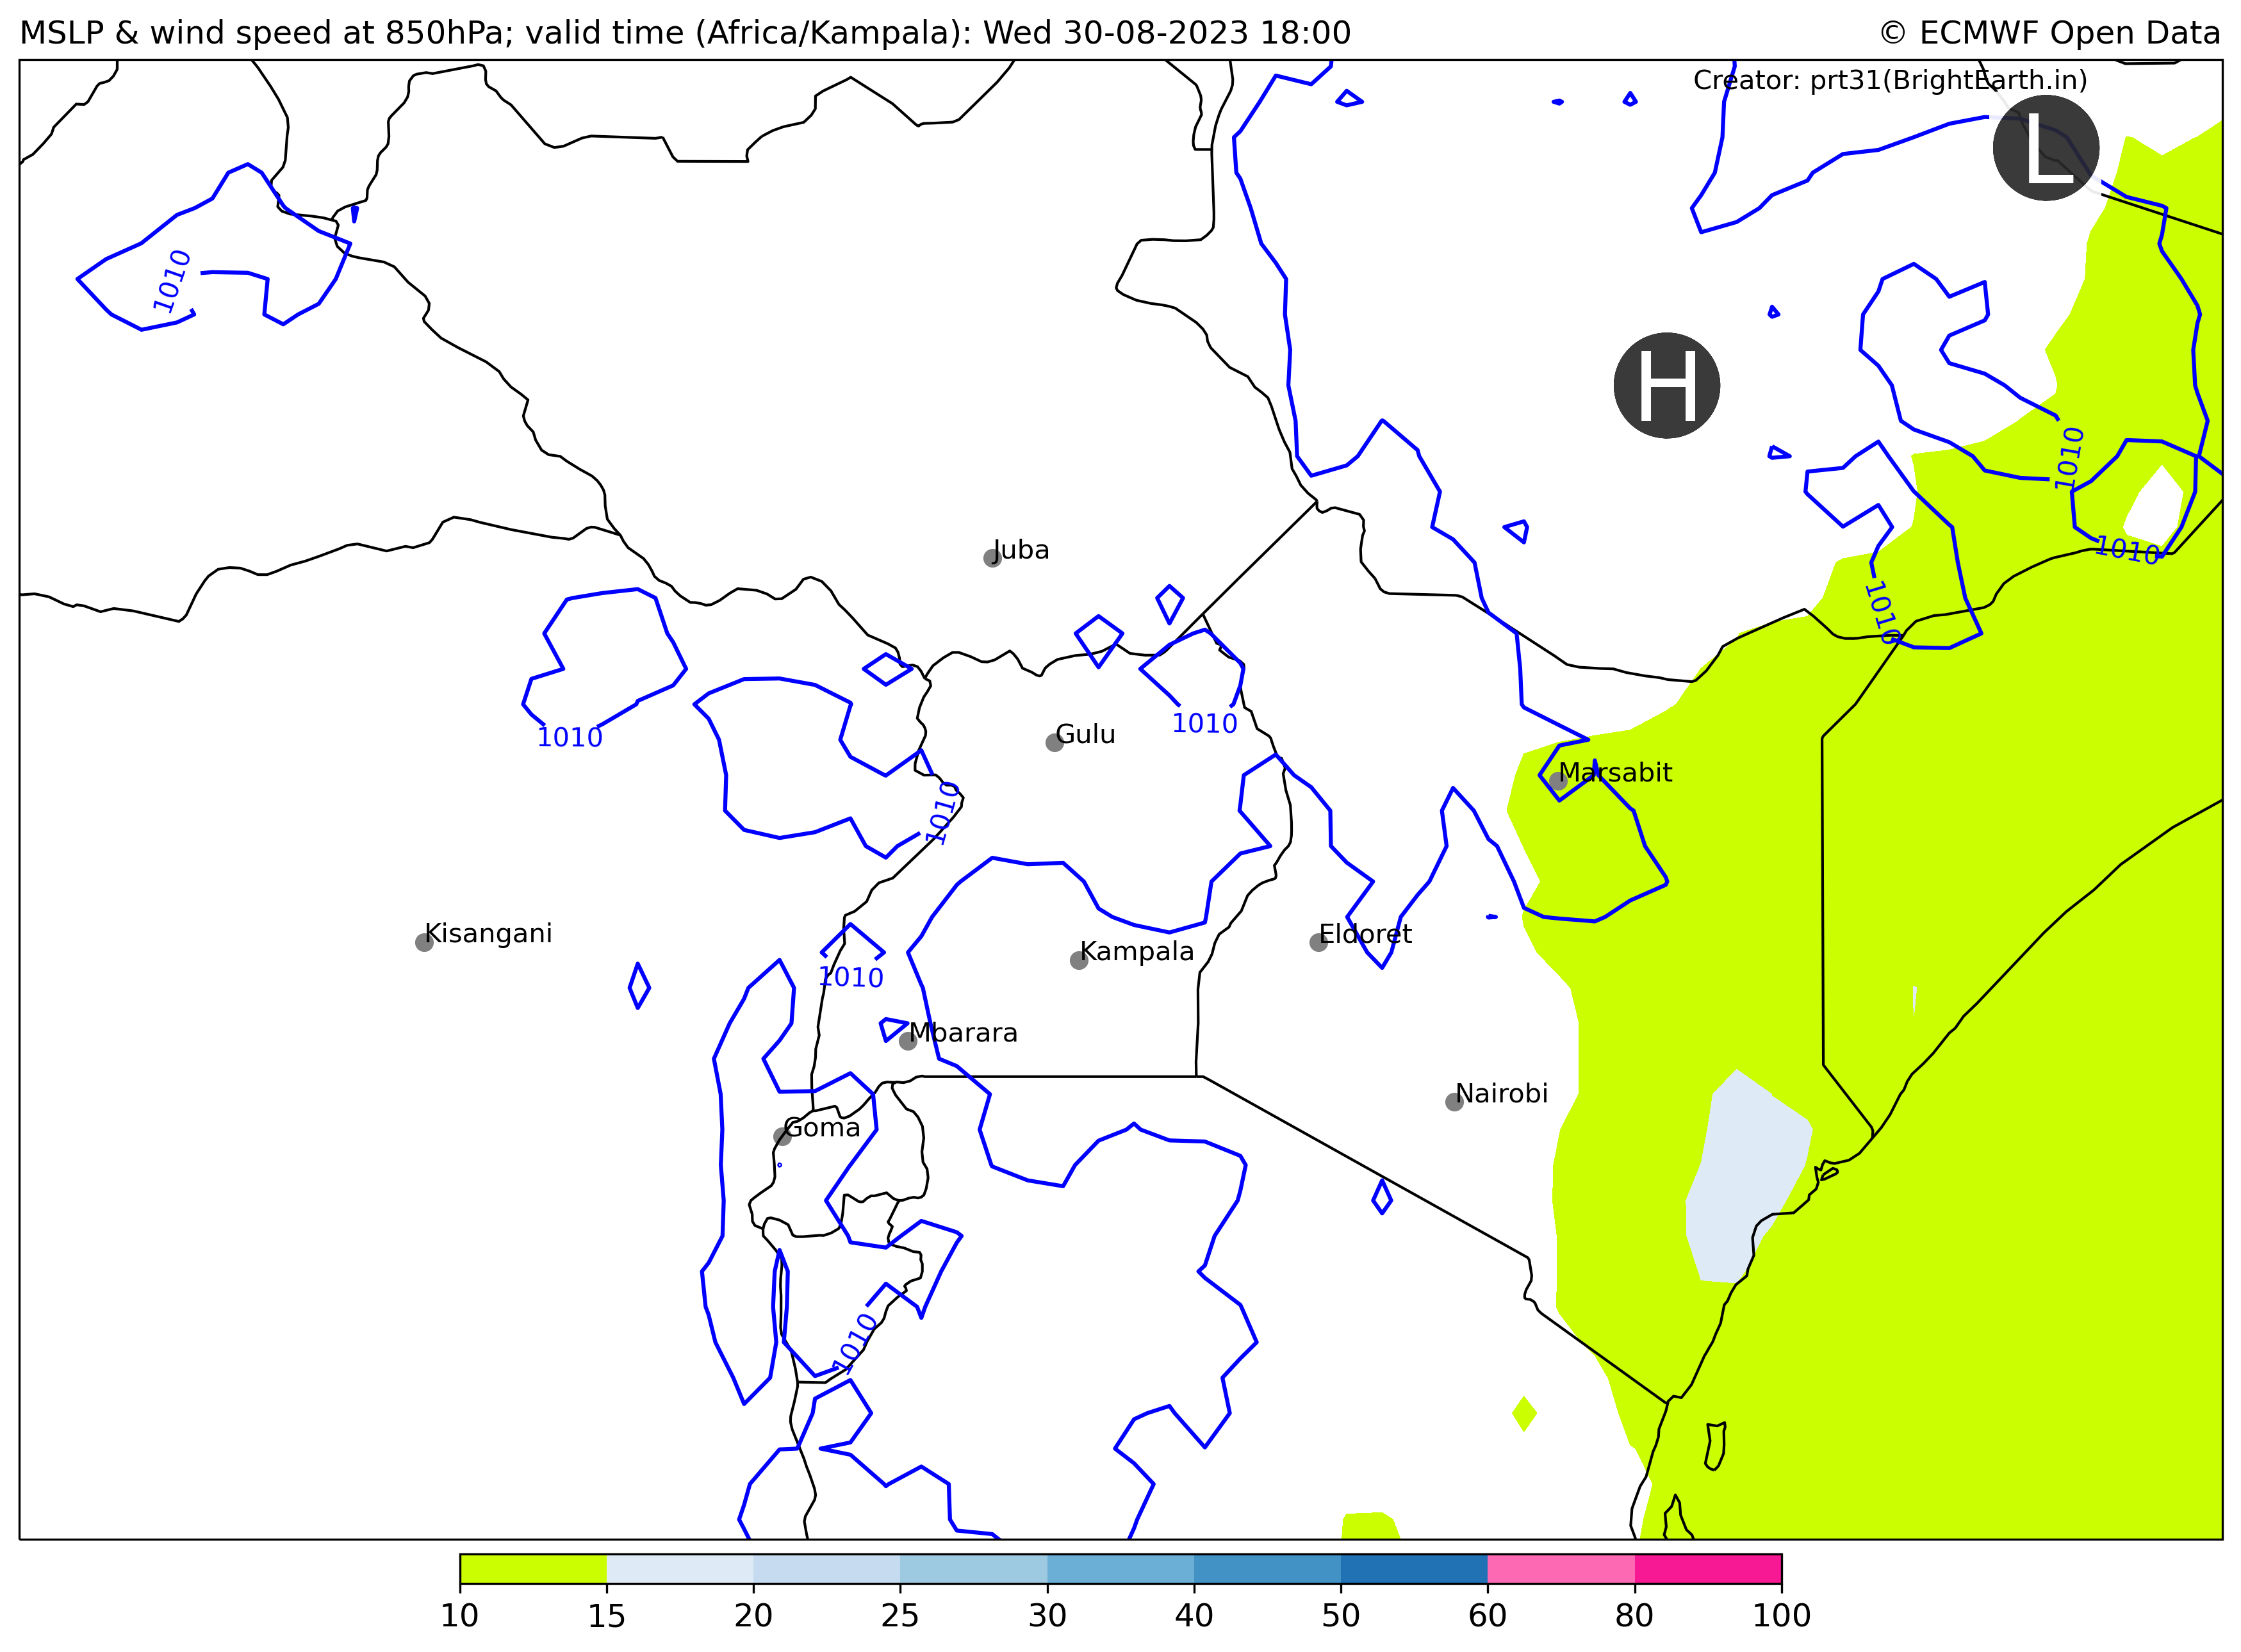 MSLP & wind speed at 850hPa; valid time (Africa/Kampala): Wed 30-08-2023 18:00
© ECMWF Open Data
Creator: prt31(BrightEarth.in)
L
1010
H
1010
1010
Juba
1010
1010
Gulu
1010
Marsabit
1010
Kisangani
Eldoret
Kampala
1010
Mbarara
Nairobi
Goma
1010
10 15 20 25 30 40 50 60 80 100